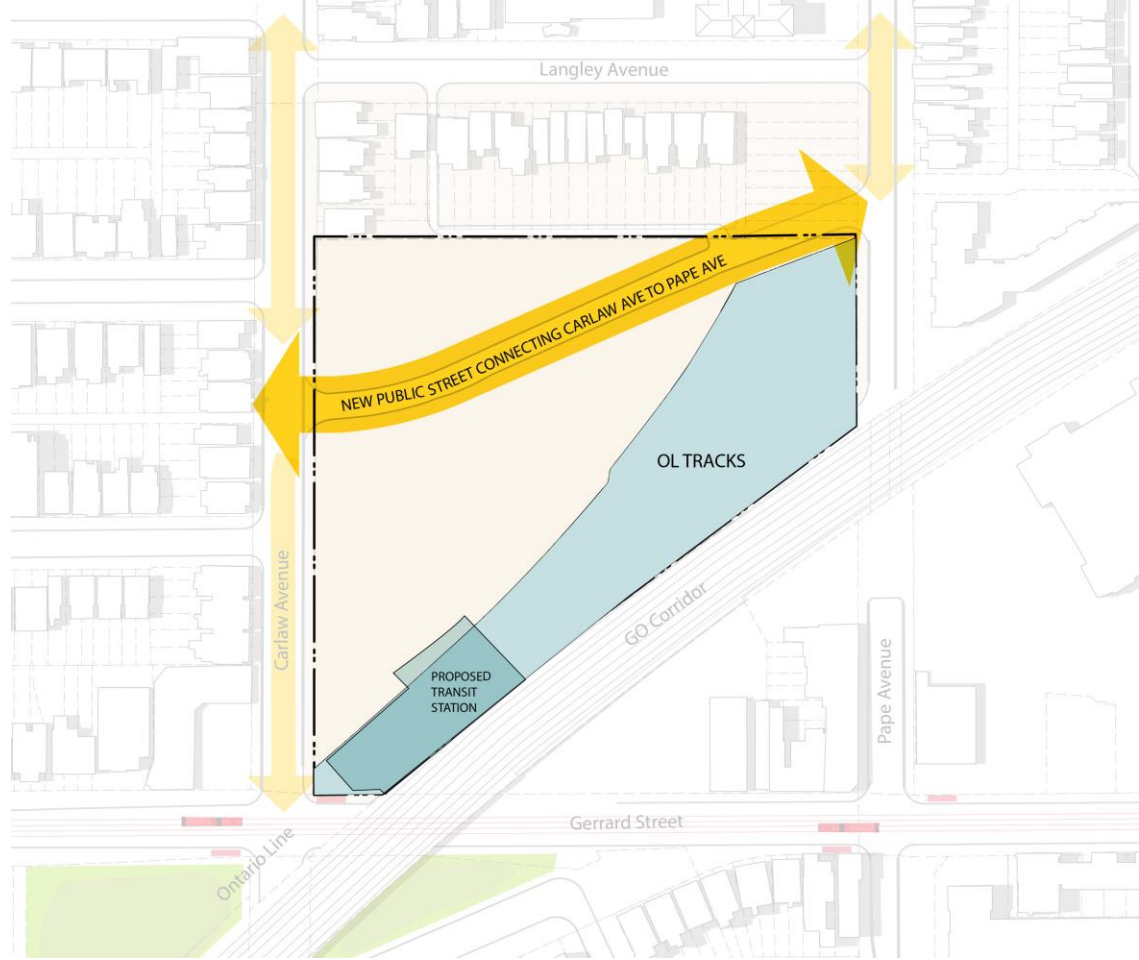 Langley Avenue
NEW PUBLIC STREET CONNECTING CARLAW AVE TO PAPE AVE
OL TRACKS
Carlaw Avenue
GO Corridor
PROPOSED
TRANSIT
STATION
Pape Avenue
Gerrard Street
Ontario Line